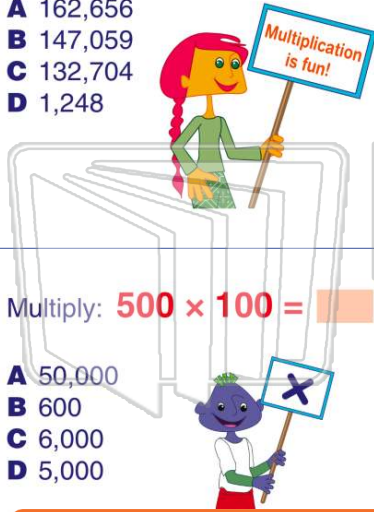 A 162,656
B 147,059
C 132,704
D 1,248
Multiplication
is fun!
Multiply: 500 × 100 =
A 50,000
B 600
C 6,000
D 5,000
×